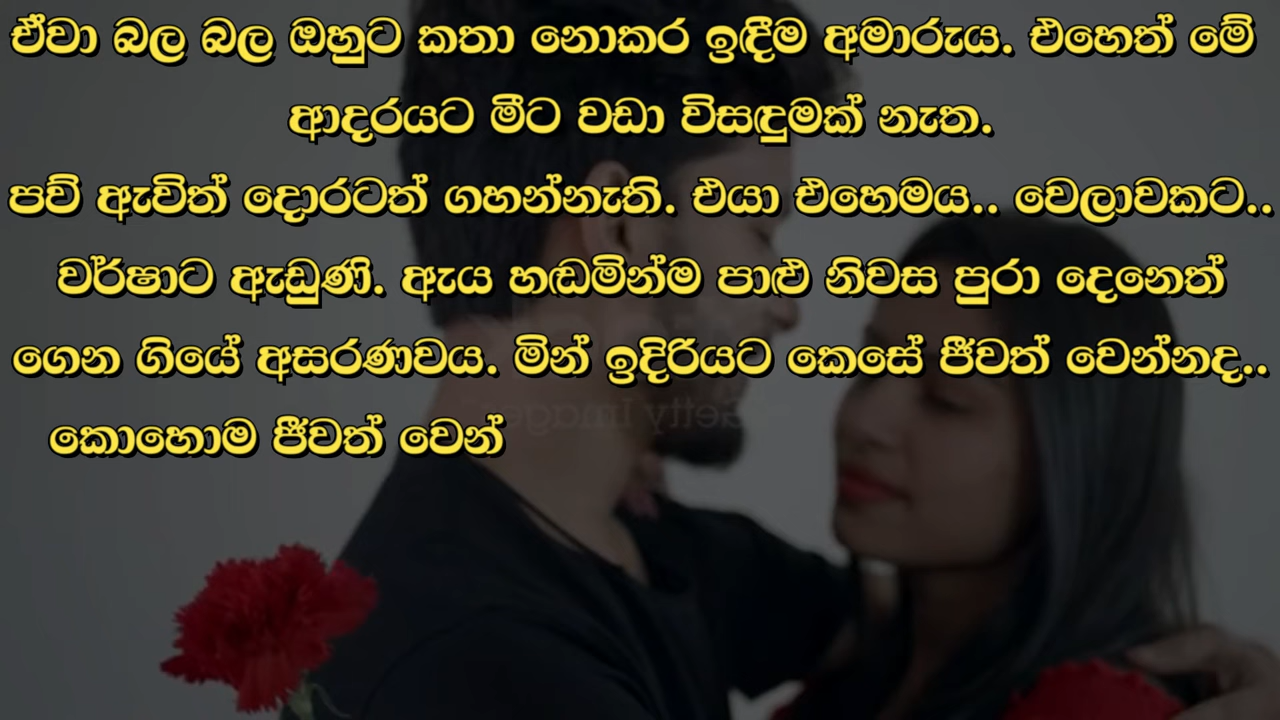 ඒවා බල බල ඔහුට කතා නොකර ඉඳීම අමාරුය. එහෙත් මේ
ආදරයට මීට වඩා විසඳුමක් නැත.
පව් ඇවිත් දොරටත් ගහන්නැති. එයා එහෙමය.. වෙලාවකට..
වර්ෂාට ඇඩුණි. ඇය හඬමින්ම පාළු නිවස පුරා දෙනෙත්
ගෙන ගියේ අසරණවය. මින් ඉදිරියට කෙසේ ජීවත් වෙන්නද..
කොහොම ජීවත් වෙන්